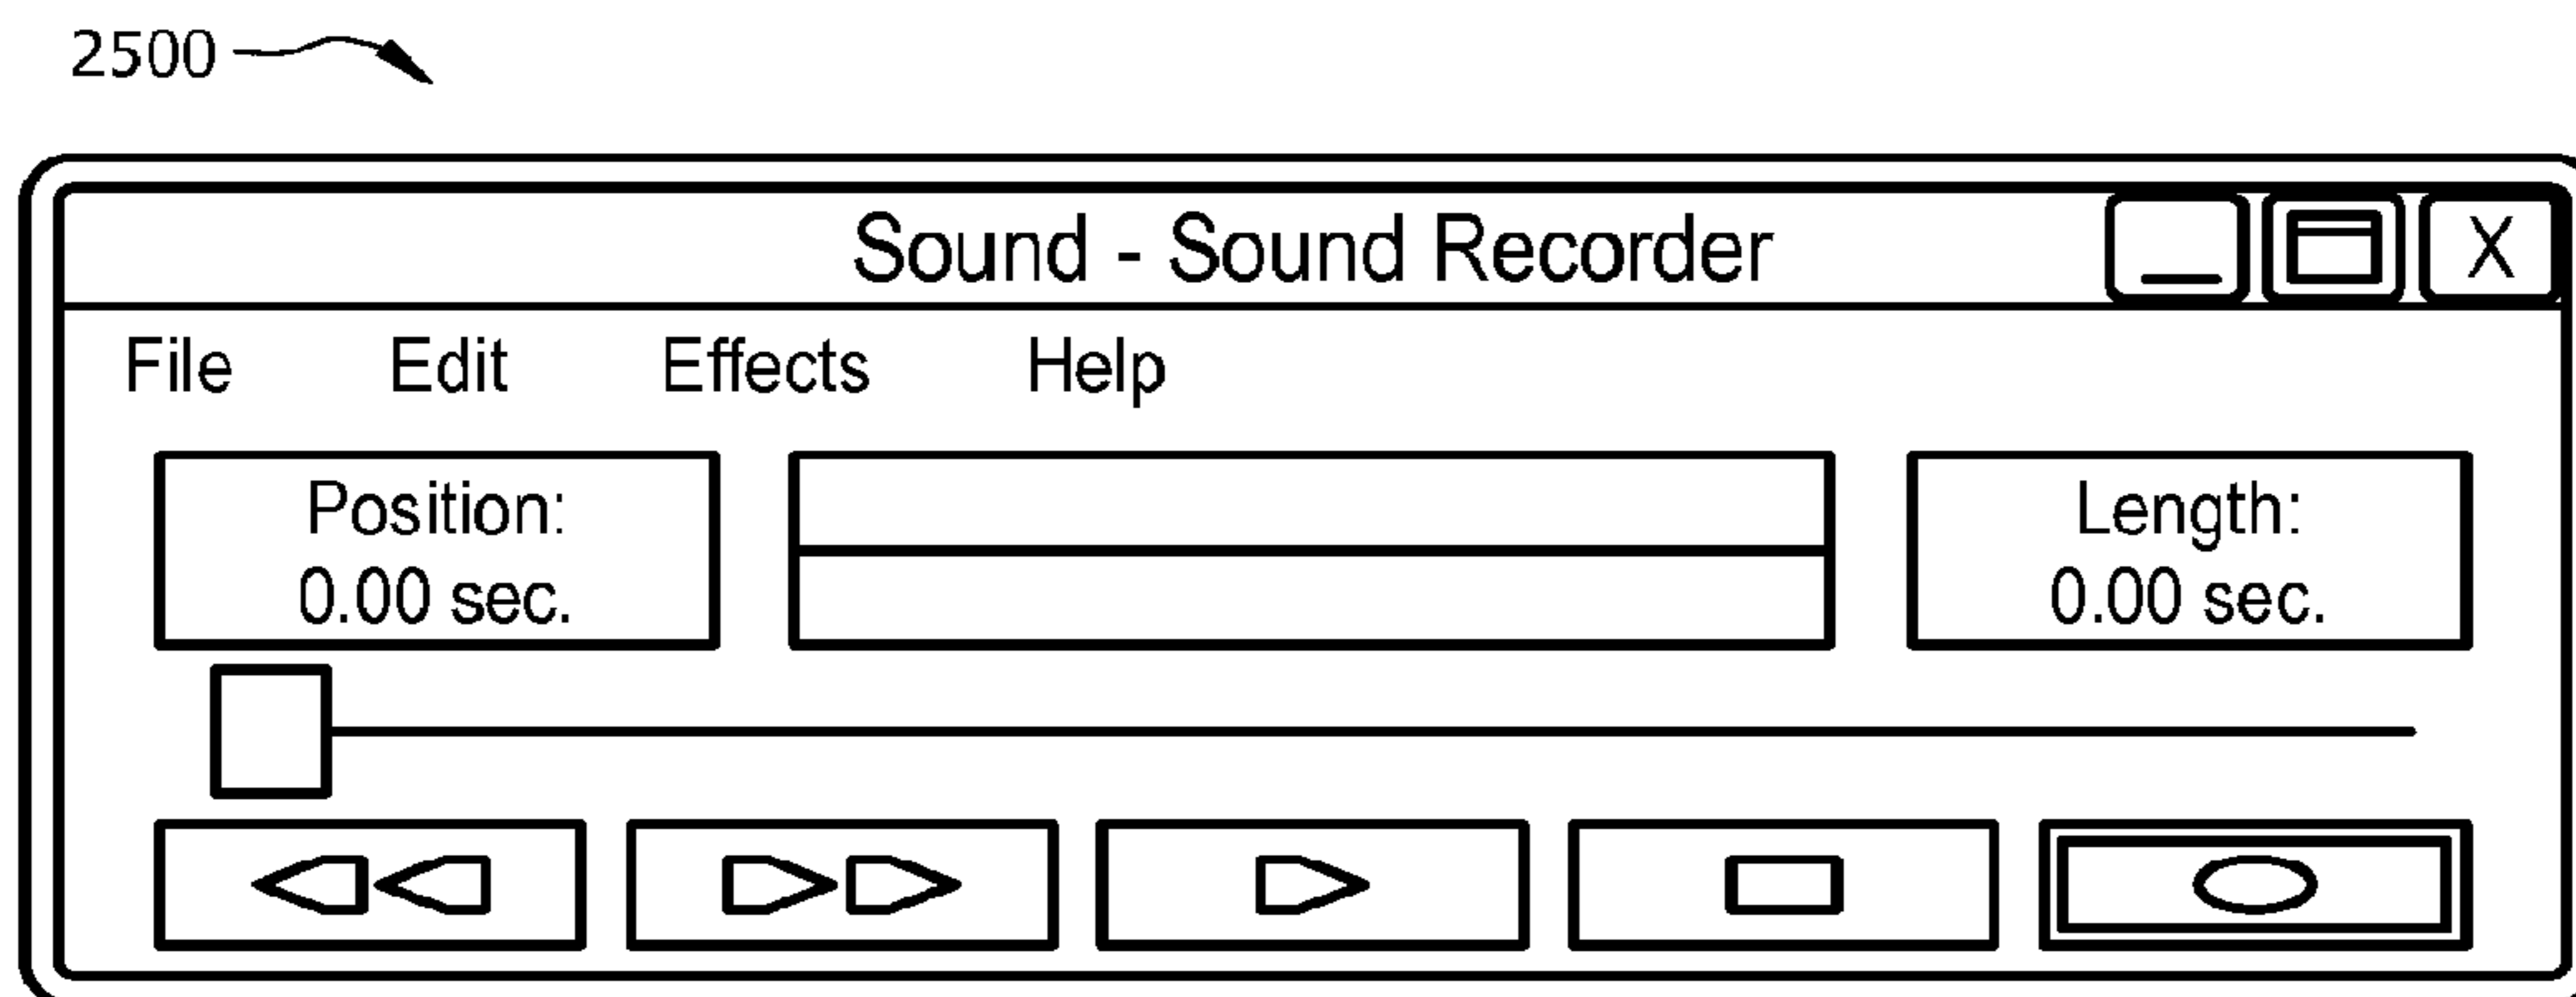 2500
Sound - Sound Recorder
X
File Edit Effects Help
Position:
0.00 sec.
Length:
0.00 sec.